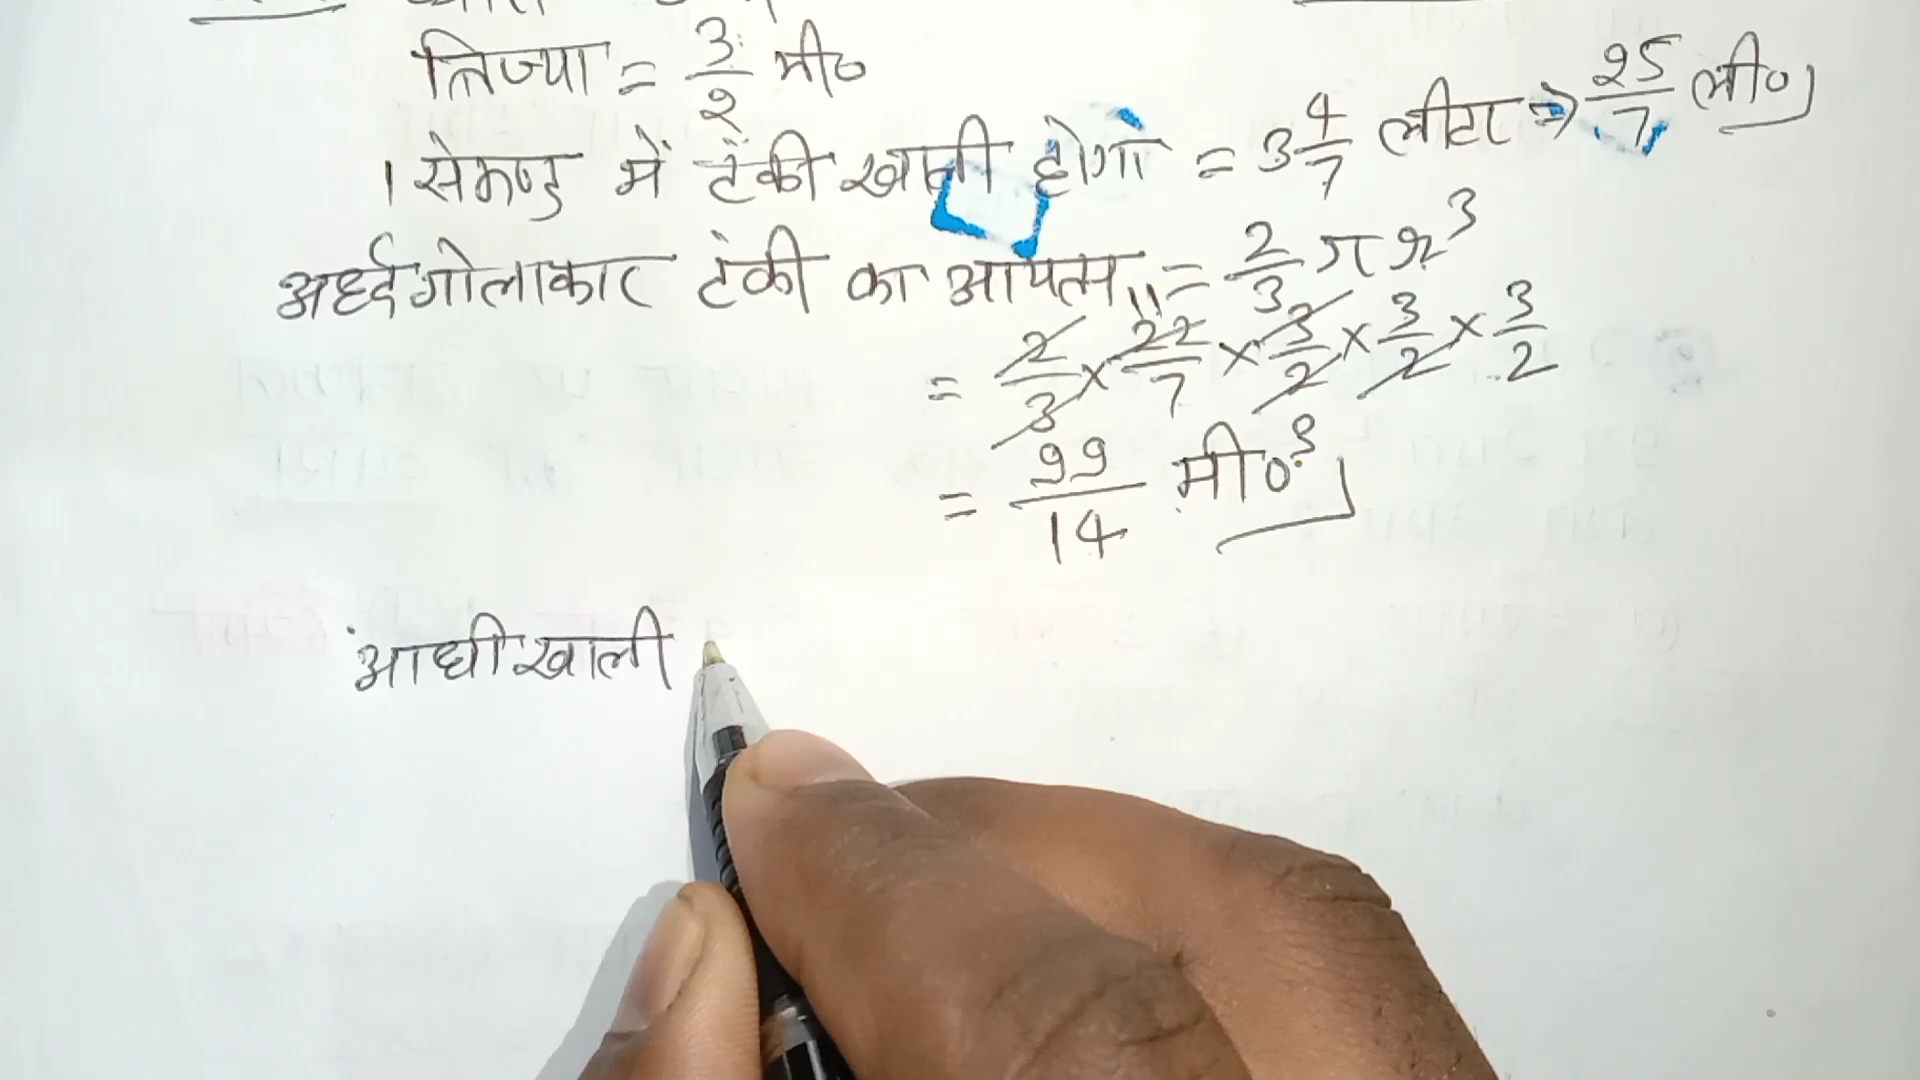 त्रिज्या = 3/2 मी०
1 सेकण्ड में टंकी खाली होगी = 3 4/7 लीटर ⇒ 25/7 ली०
अर्ध्दगोलाकार टंकी का आयतन = 2/3 πr³
= 2/3 × 22/7 × 3/2 × 3/2 × 3/2
= 99/14 मी०³
आधी खाली